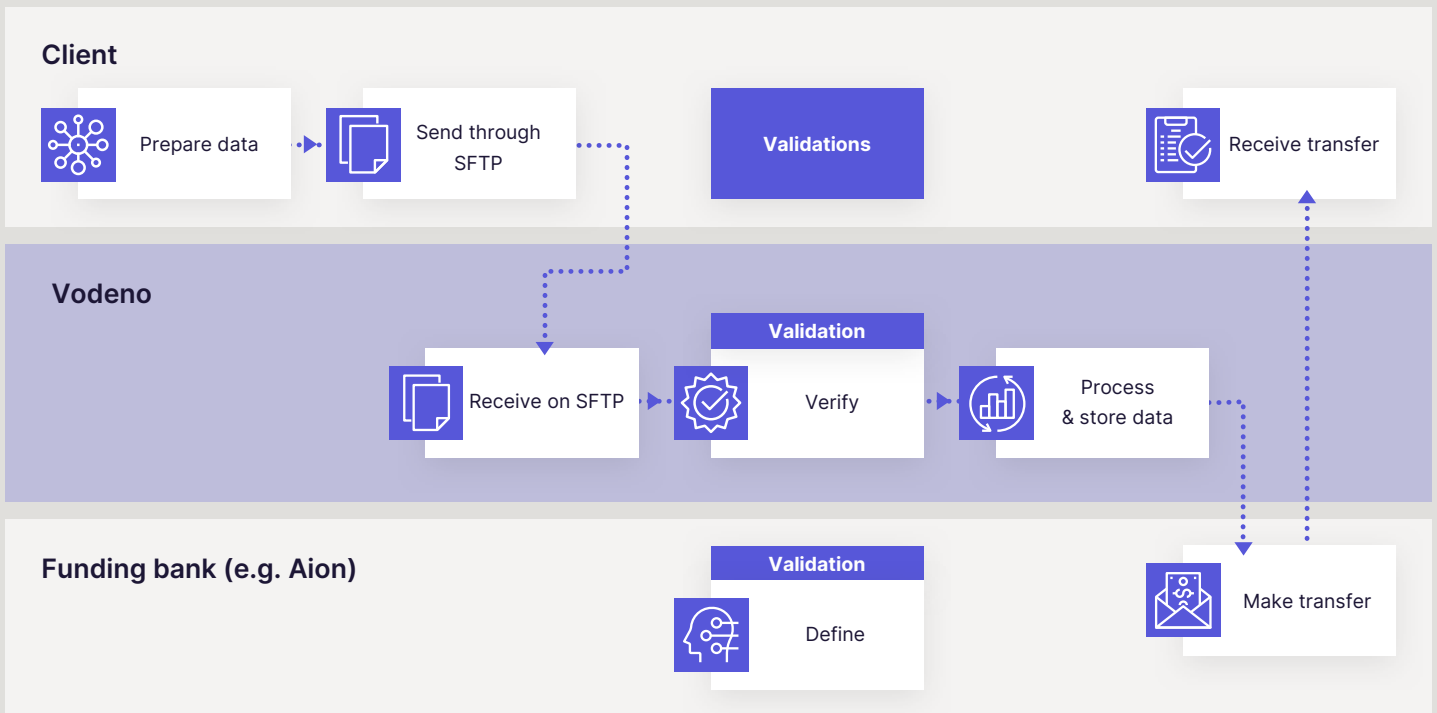 Client
Prepare data
Send through
SFTP
Validations
Receive transfer
Vodeno
Receive on SFTP
Validation
Verify
Process
& store data
Funding bank (e.g. Aion)
Validation
Define
Make transfer